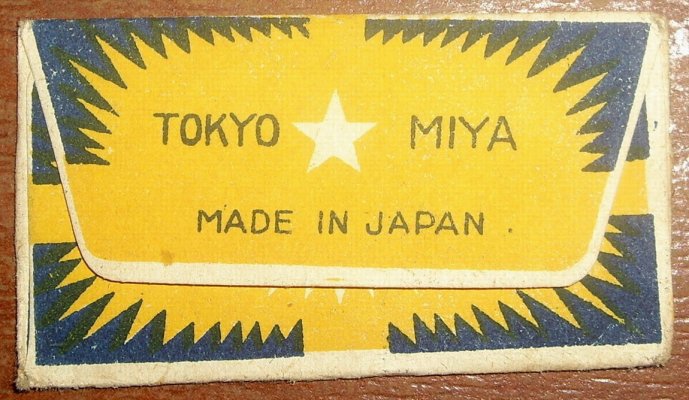 TOKYO ★ MIYA
MADE IN JAPAN.